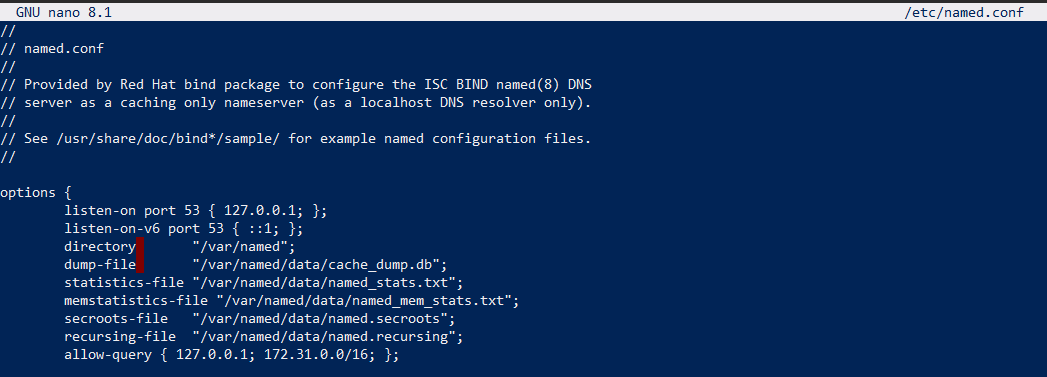 GNU nano 8.1 /etc/named.conf
//
// named.conf
//
// Provided by Red Hat bind package to configure the ISC BIND named(8) DNS
// server as a caching only nameserver (as a localhost DNS resolver only).
//
// See /usr/share/doc/bind*/sample/ for example named configuration files.
//
options {
listen-on port 53 { 127.0.0.1; };
listen-on-v6 port 53 { ::1; };
directory "/var/named";
dump-file "/var/named/data/cache_dump.db";
statistics-file "/var/named/data/named_stats.txt";
memstatistics-file "/var/named/data/named_mem_stats.txt";
secroots-file "/var/named/data/named.secroots";
recursing-file "/var/named/data/named.recursing";
allow-query { 127.0.0.1; 172.31.0.0/16; };